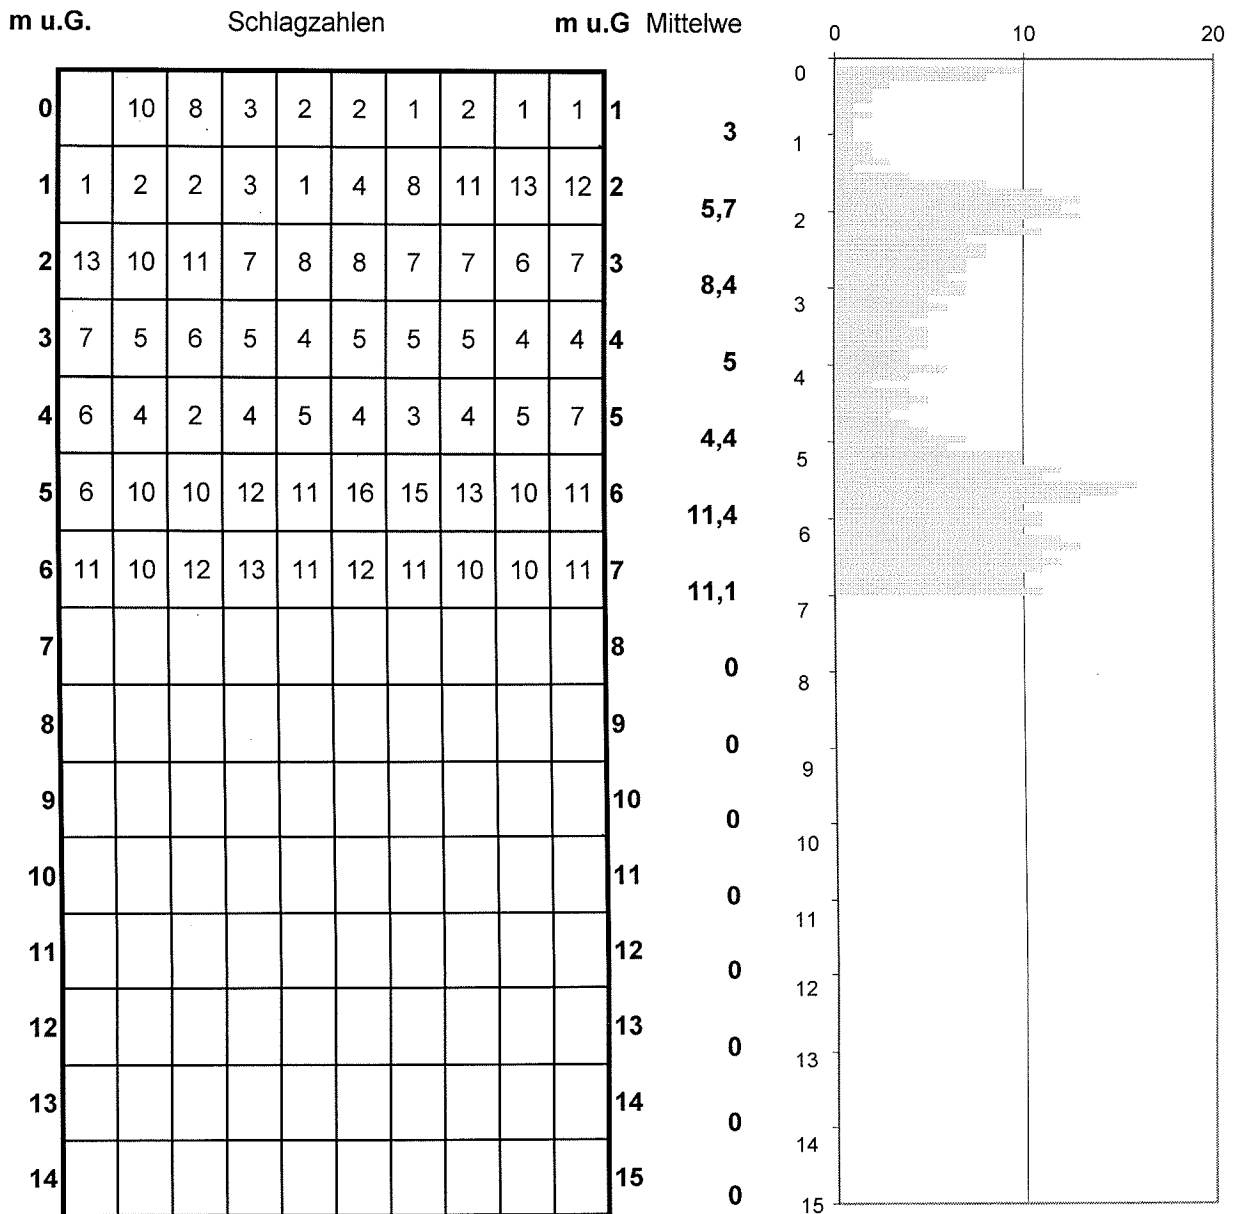 m u.G. Schlagzahlen m u.G Mittelwe 0 10 20
0 10 8 3 2 2 1 2 1 1 1 3 0
1 1 2 2 3 1 4 8 11 13 12 2 5,7 1
2 13 10 11 7 8 8 7 7 6 7 3 8,4 2
3 7 5 6 5 4 5 5 5 4 4 4 5 3
4 6 4 2 4 5 4 3 4 5 7 5 4,4 4
5 6 10 10 12 11 16 15 13 10 11 6 11,4 5
6 11 10 12 13 11 12 11 10 10 11 7 11,1 6
7 8 0 7
8 9 0 8
9 10 0 9
10 11 0 10
11 12 0 11
12 13 0 12
13 14 0 13
14 15 0 14
15